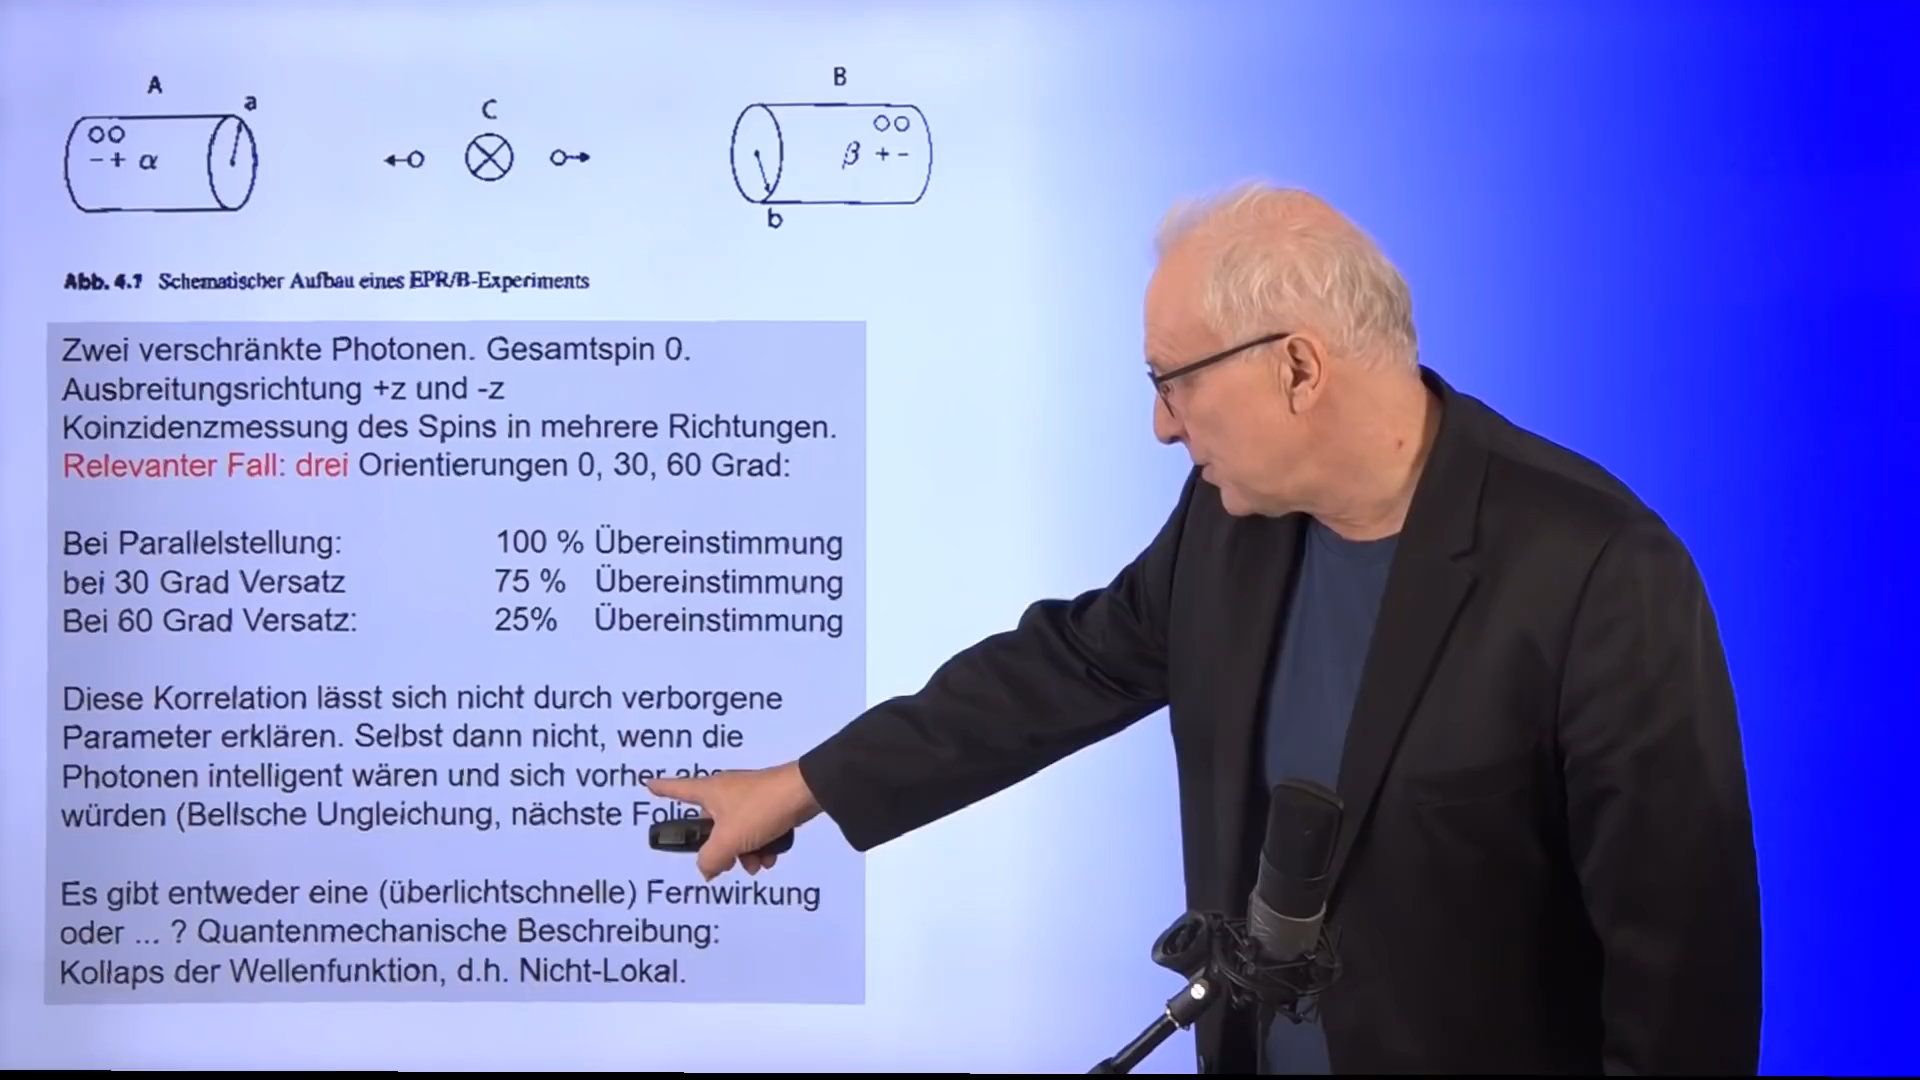 A
a
C
B
- + α
β + -
b
Abb. 4.1 Schematischer Aufbau eines EPR/B-Experiments
Zwei verschränkte Photonen. Gesamtspin 0.
Ausbreitungsrichtung +z und -z
Koinzidenzmessung des Spins in mehrere Richtungen.
Relevanter Fall: drei Orientierungen 0, 30, 60 Grad:
Bei Parallelstellung: 100 % Übereinstimmung
bei 30 Grad Versatz 75 % Übereinstimmung
Bei 60 Grad Versatz: 25% Übereinstimmung
Diese Korrelation lässt sich nicht durch verborgene
Parameter erklären. Selbst dann nicht, wenn die
Photonen intelligent wären und sich vorher
würden (Bellsche Ungleichung, nächste Folie
Es gibt entweder eine (überlichtschnelle) Fernwirkung
oder ... ? Quantenmechanische Beschreibung:
Kollaps der Wellenfunktion, d.h. Nicht-Lokal.